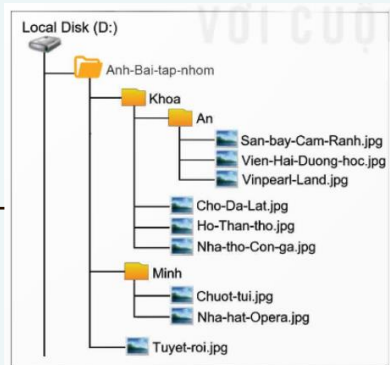 VỚI CUỘ
Local Disk (D:)
Anh-Bai-tap-nhom
Khoa
An
San-bay-Cam-Ranh.jpg
Vien-Hai-Duong-hoc.jpg
Vinpearl-Land.jpg
Cho-Da-Lat.jpg
Ho-Than-tho.jpg
Nha-tho-Con-ga.jpg
Minh
Chuot-tui.jpg
Nha-hat-Opera.jpg
Tuyet-roi.jpg